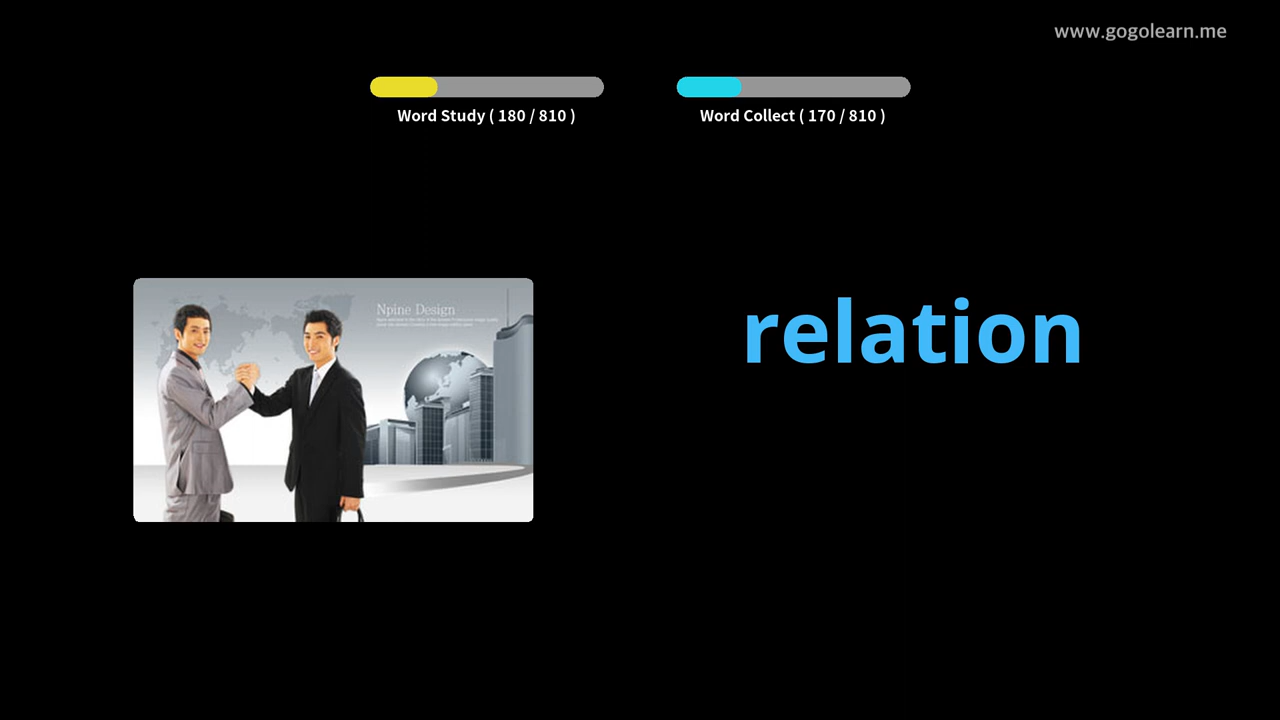 www.gogolearn.me
Word Study ( 180 / 810 )
Word Collect ( 170 / 810 )
Npine Design
relation